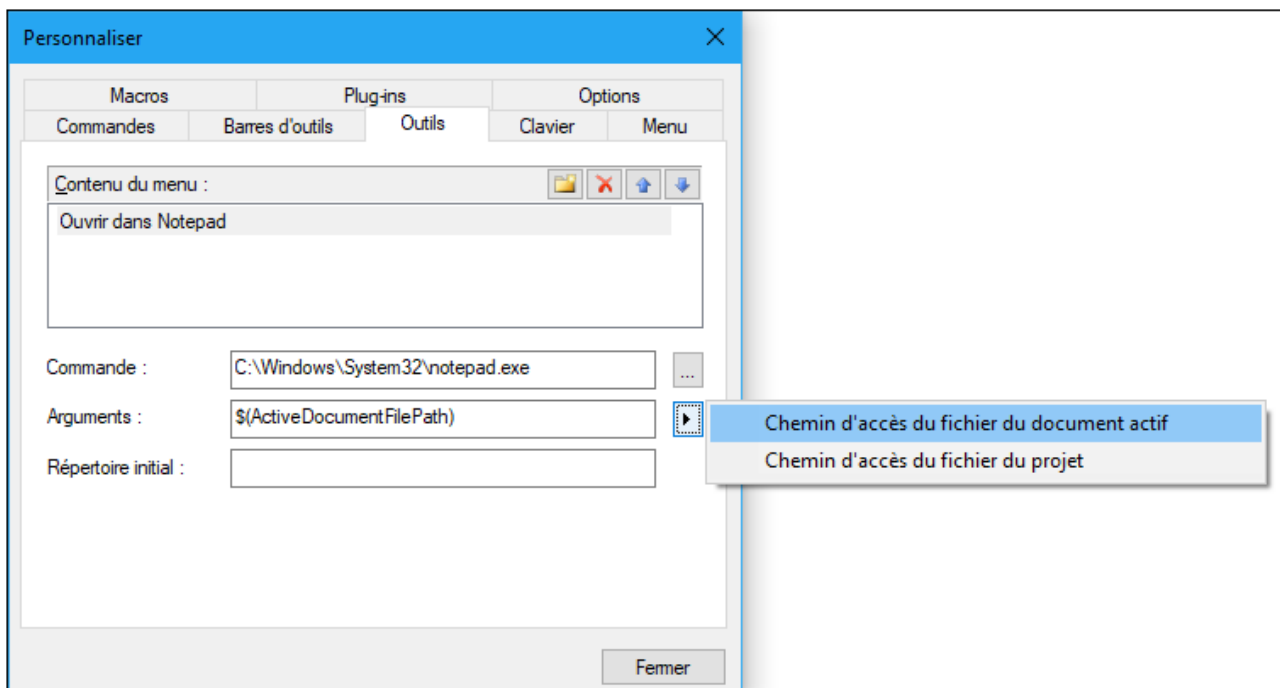 Personnaliser
Macros Plug-ins Options
Commandes Barres d'outils Outils Clavier Menu
Contenu du menu :
Ouvrir dans Notepad
Commande : C:\Windows\System32\notepad.exe ...
Arguments : $(ActiveDocumentFilePath)
Chemin d'accès du fichier du document actif
Chemin d'accès du fichier du projet
Répertoire initial :
Fermer